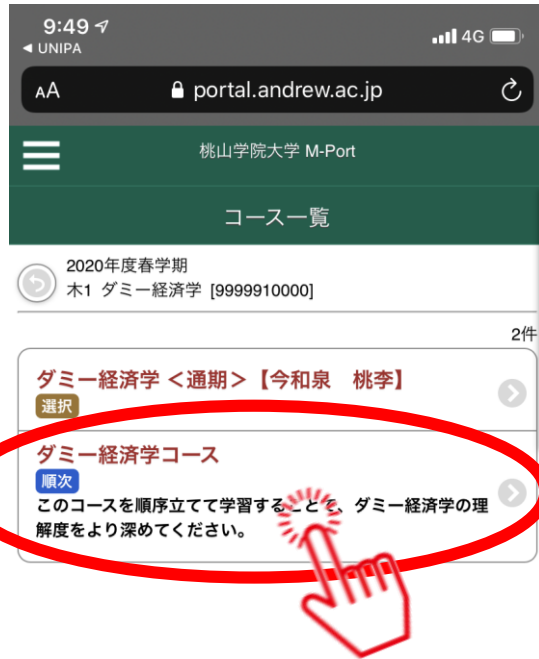 9:49
◀ UNIPA
4G
AA
portal.andrew.ac.jp
桃山学院大学 M-Port
コース一覧
2020年度春学期
木1 ダミー経済学 [9999910000]
2件
ダミー経済学 <通期>【今和泉　桃李】
選択
ダミー経済学コース
順次
このコースを順序立てて学習することで、ダミー経済学の理
解度をより深めてください。